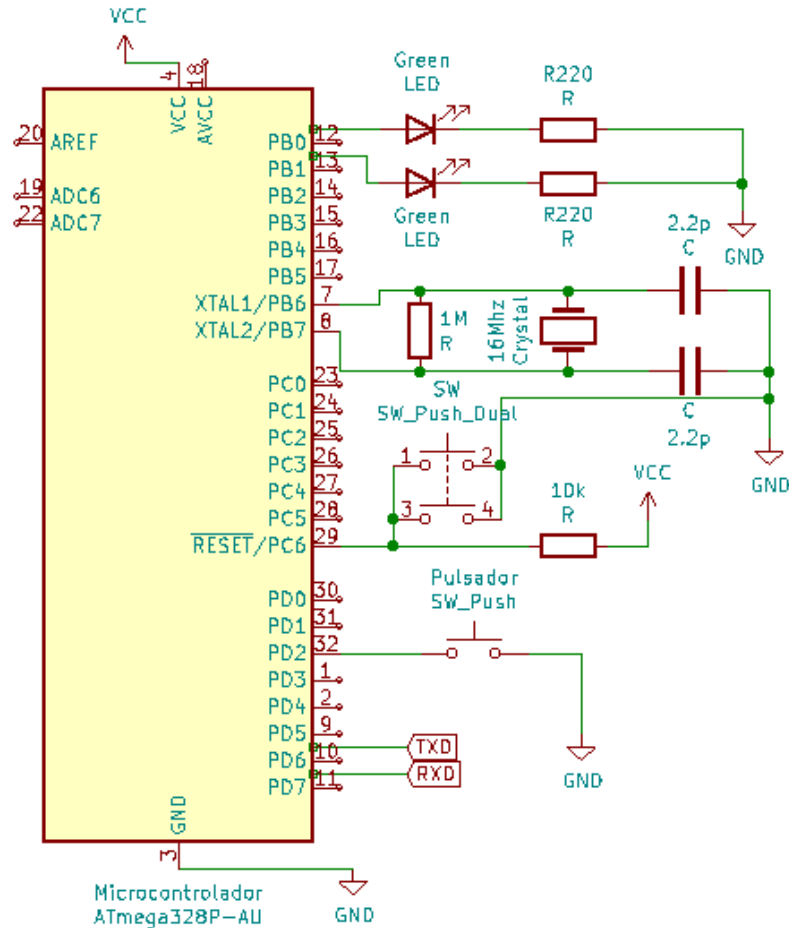 VCC
4
18
VCC
AVCC
20
AREF
19
ADC6
22
ADC7
PB0
12
PB1
13
PB2
14
PB3
15
PB4
16
PB5
17
XTAL1/PB6
7
XTAL2/PB7
8
PC0
23
PC1
24
PC2
25
PC3
26
PC4
27
PC5
28
RESET/PC6
29
PD0
30
PD1
31
PD2
32
PD3
1
PD4
2
PD5
9
PD6
10
PD7
11
GND
3
Microcontrolador
ATmega328P-AU
GND
Green
LED
R220
R
Green
LED
R220
R
GND
2.2p
C
1M
R
16Mhz
Crystal
C
2.2p
GND
SW
SW_Push_Dual
1
2
3
4
10k
R
VCC
Pulsador
SW_Push
GND
TXD
RXD